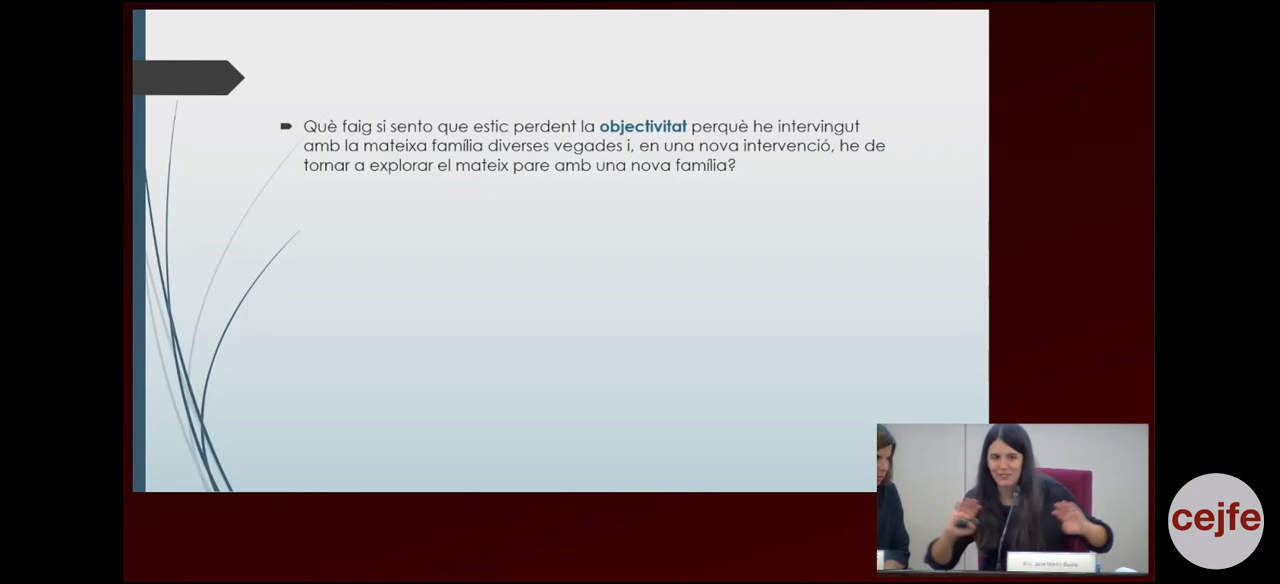 Què faig si sento que estic perdent la objectivitat perquè he intervingut
amb la mateixa família diverses vegades i, en una nova intervenció, he de
tornar a explorar el mateix pare amb una nova família?
cejfe